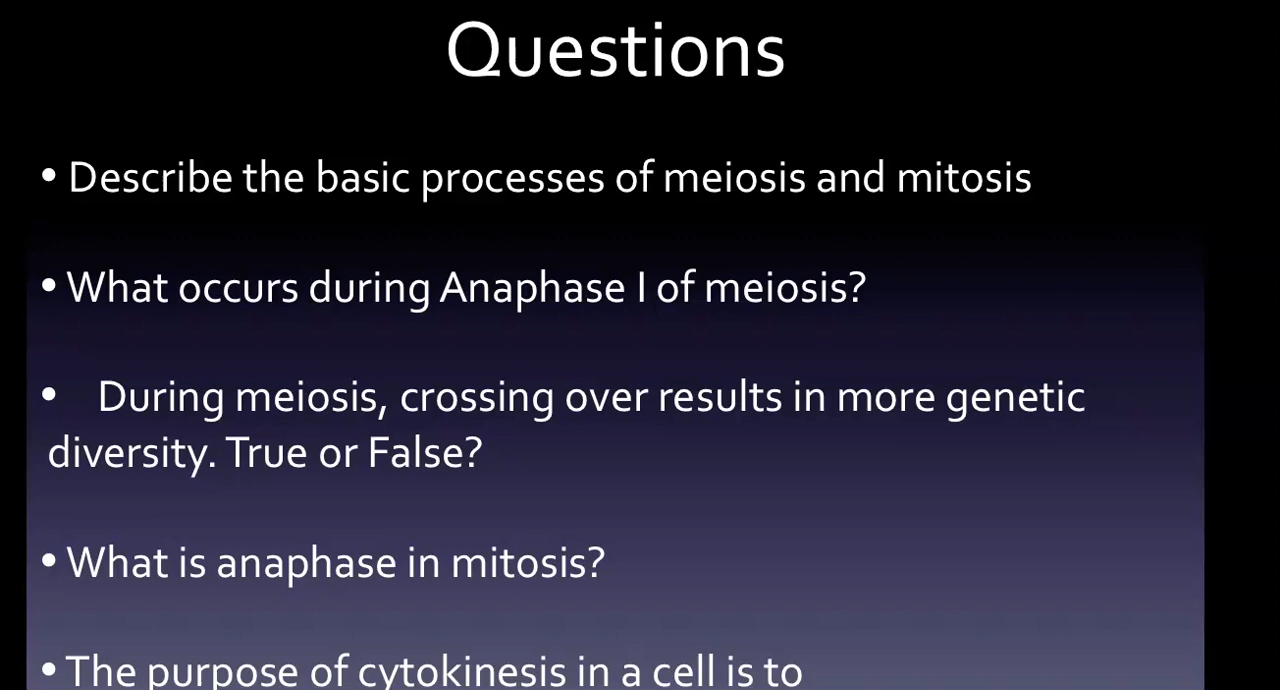 Questions
• Describe the basic processes of meiosis and mitosis
• What occurs during Anaphase I of meiosis?
• During meiosis, crossing over results in more genetic
diversity. True or False?
• What is anaphase in mitosis?
• The purpose of cytokinesis in a cell is to